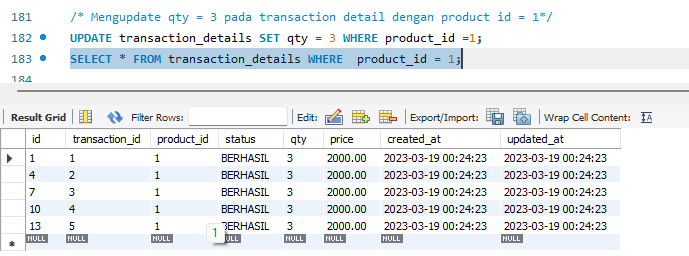 181 /* Mengupdate qty = 3 pada transaction detail dengan product id = 1*/
182 UPDATE transaction_details SET qty = 3 WHERE product_id =1;
183 SELECT * FROM transaction_details WHERE  product_id = 1;
184
Result Grid Filter Rows: Edit: Export/Import: Wrap Cell Content: IA
id transaction_id product_id status qty price created_at updated_at
1 1 1 BERHASIL 3 2000.00 2023-03-19 00:24:23 2023-03-19 00:24:23
4 2 1 BERHASIL 3 2000.00 2023-03-19 00:24:23 2023-03-19 00:24:23
7 3 1 BERHASIL 3 2000.00 2023-03-19 00:24:23 2023-03-19 00:24:23
10 4 1 BERHASIL 3 2000.00 2023-03-19 00:24:23 2023-03-19 00:24:23
13 5 1 BERHASIL 3 2000.00 2023-03-19 00:24:23 2023-03-19 00:24:23
NULL NULL NULL 1 NULL NULL NULL NULL NULL